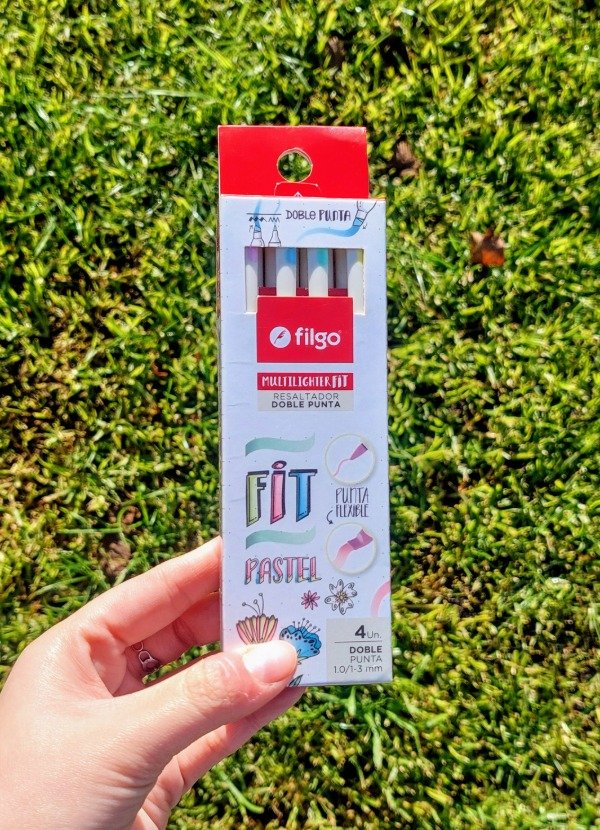 DOBLE PUNTA
filgo®
MULTILIGHTER FIT
RESALTADOR
DOBLE PUNTA
FiT
PUNTA
FLEXIBLE
PASTEL
4 Un.
DOBLE
PUNTA
1.0/1-3 mm